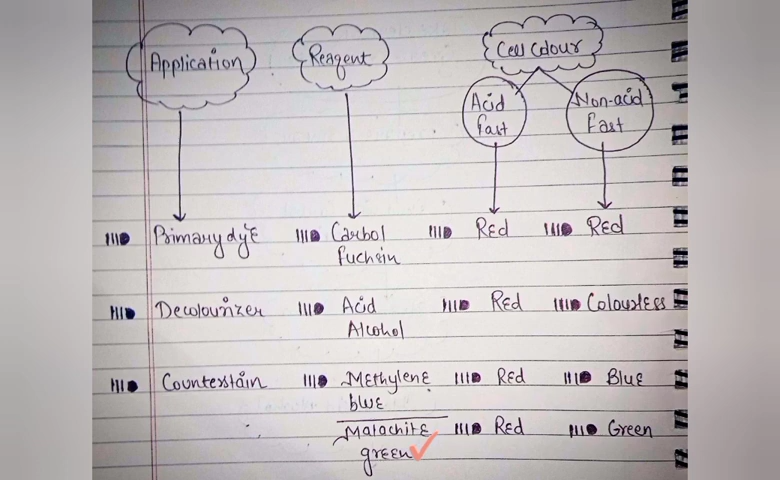 Application Reagent Cell Colour
Acid fast Non-acid Fast
Primary dye Carbol fuchsin Red Red
Decolourizer Acid Alcohol Red Colourless
Counterstain Methylene blue Red Blue
Malachite green Red Green